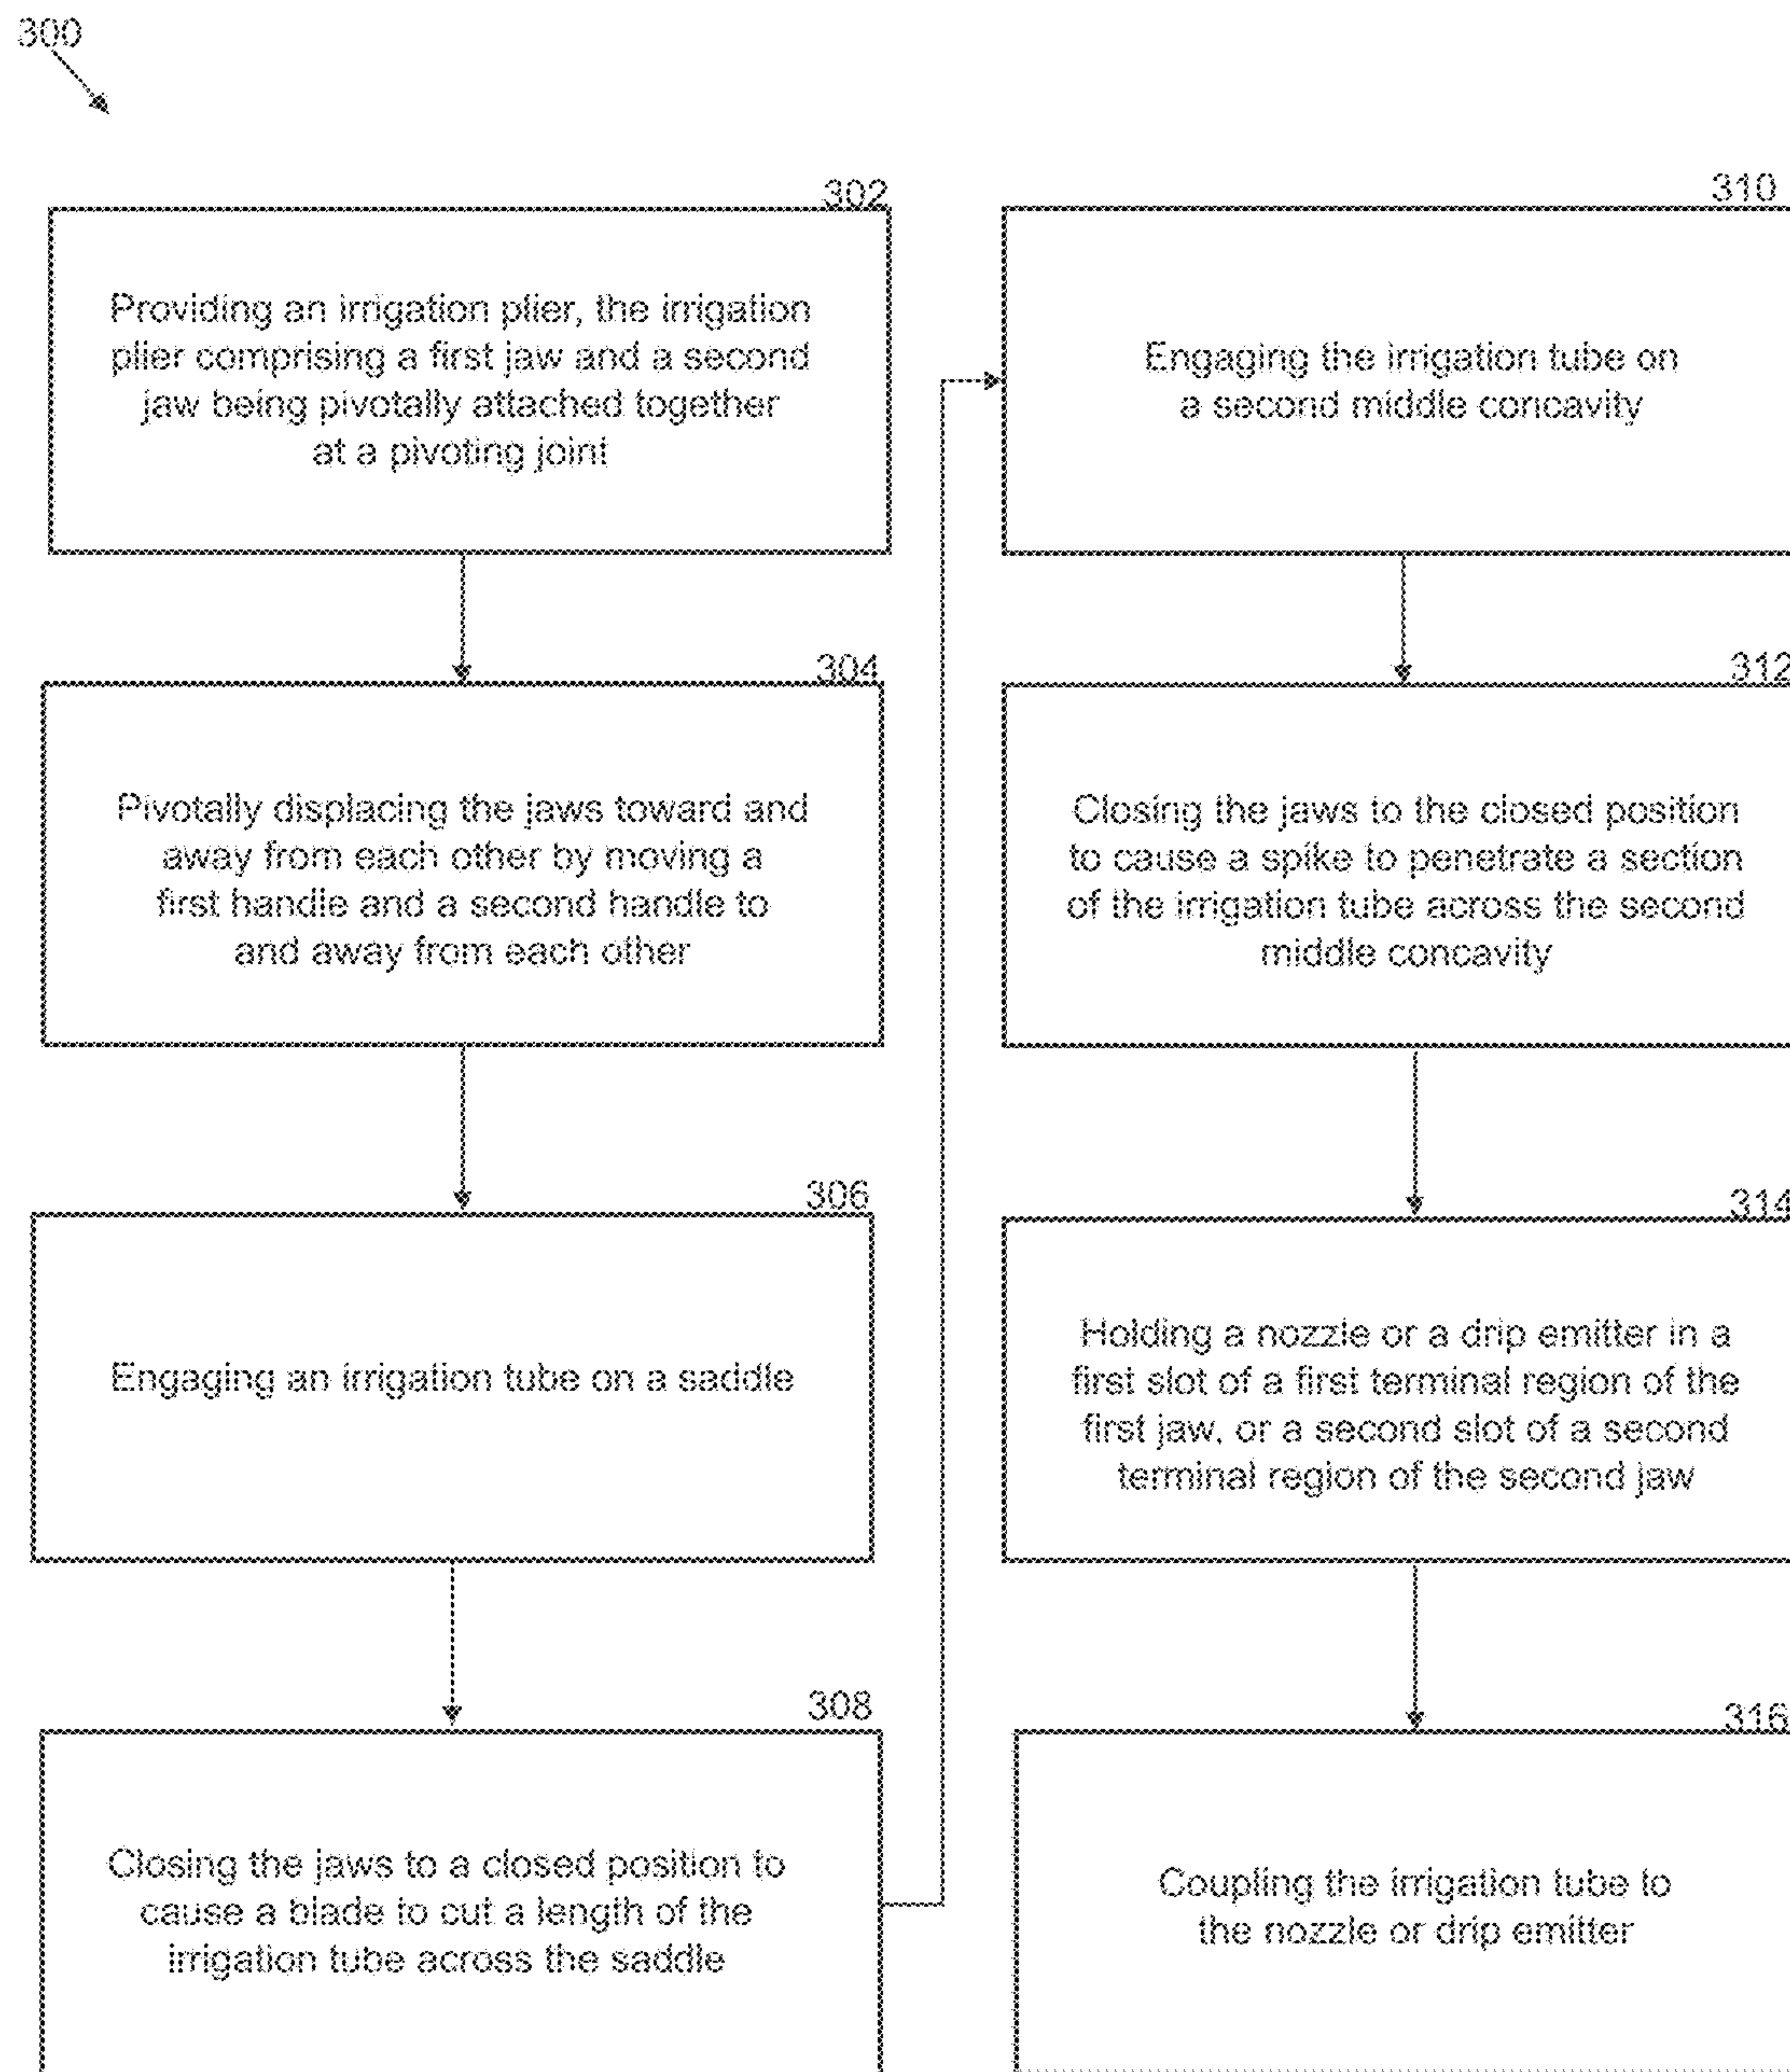 300
302
Providing an irrigation plier, the irrigation
plier comprising a first jaw and a second
jaw being pivotally attached together
at a pivoting joint
304
Pivotally displacing the jaws toward and
away from each other by moving a
first handle and a second handle to
and away from each other
306
Engaging an irrigation tube on a saddle
308
Closing the jaws to a closed position to
cause a blade to cut a length of the
irrigation tube across the saddle
310
Engaging the irrigation tube on
a second middle concavity
312
Closing the jaws to the closed position
to cause a spike to penetrate a section
of the irrigation tube across the second
middle concavity
314
Holding a nozzle or a drip emitter in a
first slot of a first terminal region of the
first jaw, or a second slot of a second
terminal region of the second jaw
316
Coupling the irrigation tube to
the nozzle or drip emitter